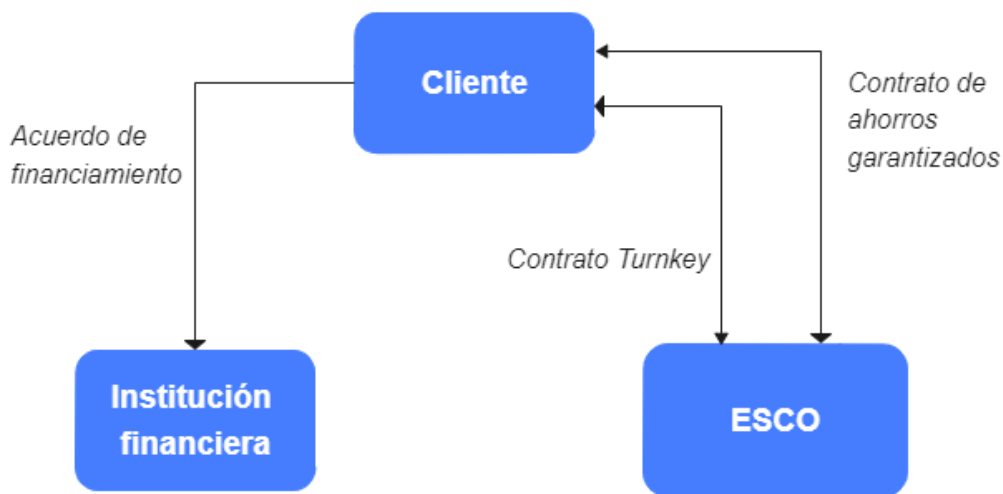 Cliente
Contrato de
ahorros
garantizados
Acuerdo de
financiamiento
Contrato Turnkey
Institución
financiera
ESCO